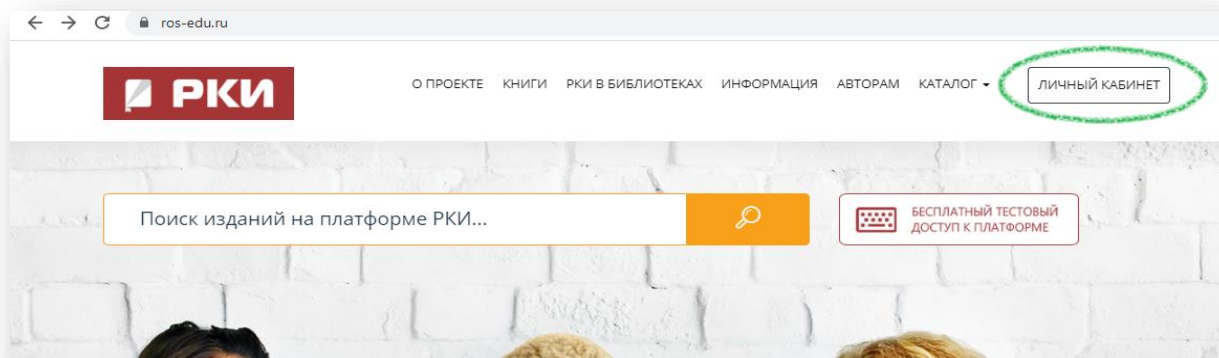 ros-edu.ru
РКИ
О ПРОЕКТЕ КНИГИ РКИ В БИБЛИОТЕКАХ ИНФОРМАЦИЯ АВТОРАМ КАТАЛОГ ЛИЧНЫЙ КАБИНЕТ
Поиск изданий на платформе РКИ...
БЕСПЛАТНЫЙ ТЕСТОВЫЙ
ДОСТУП К ПЛАТФОРМЕ